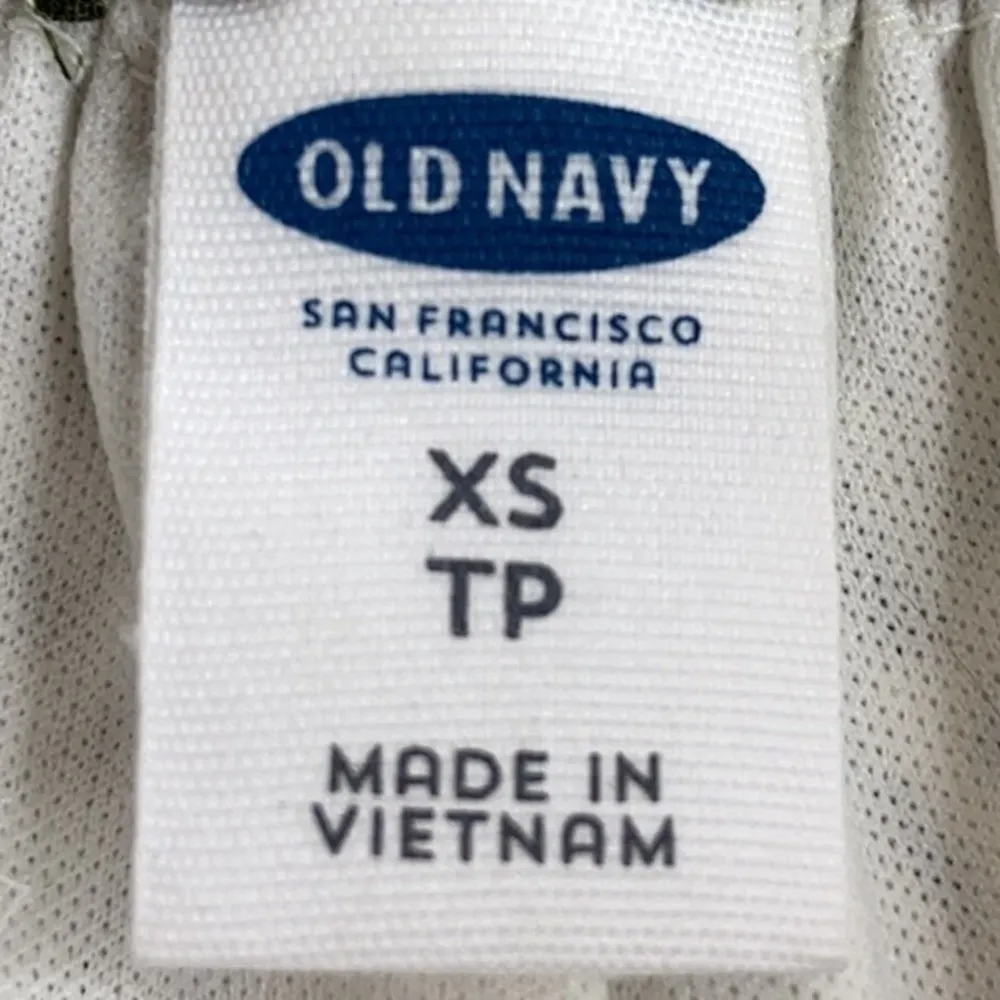 OLD NAVY
SAN FRANCISCO
CALIFORNIA
XS
TP
MADE IN
VIETNAM